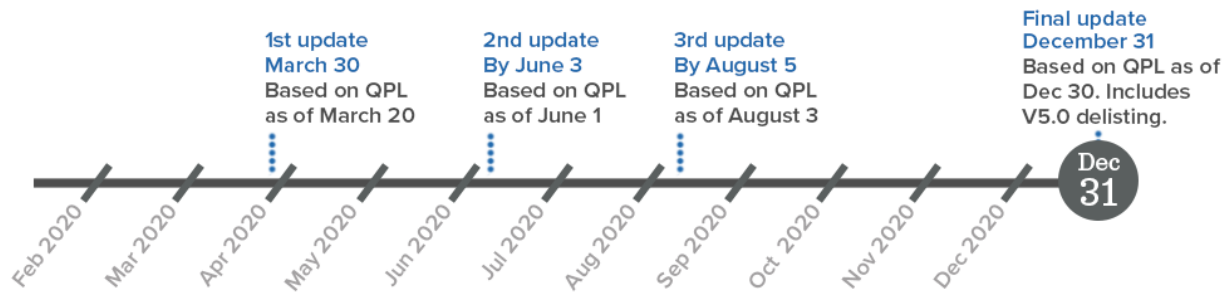 1st update
March 30
Based on QPL
as of March 20
2nd update
By June 3
Based on QPL
as of June 1
3rd update
By August 5
Based on QPL
as of August 3
Final update
December 31
Based on QPL as of
Dec 30. Includes
V5.0 delisting.
Dec
31
Feb 2020
Mar 2020
Apr 2020
May 2020
Jun 2020
Jul 2020
Aug 2020
Sep 2020
Oct 2020
Nov 2020
Dec 2020